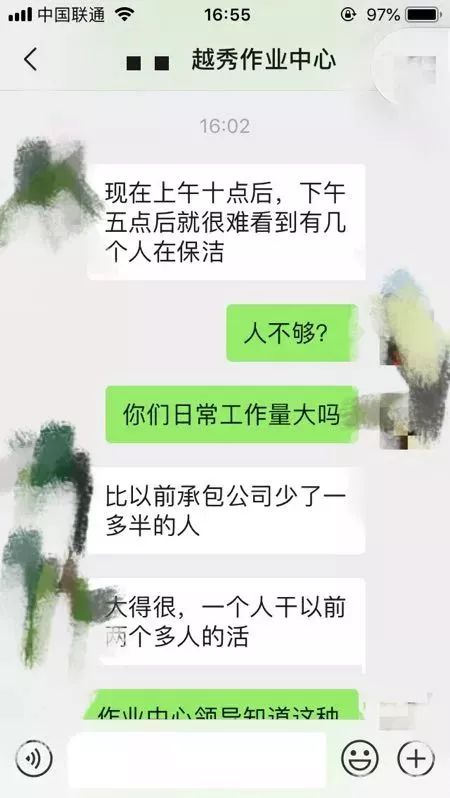 中国联通 16:55 97%
越秀作业中心
16:02
现在上午十点后，下午
五点后就很难看到有几
个人在保洁
人不够？
你们日常工作量大吗
比以前承包公司少了一
多半的人
大得很，一个人干以前
两个多人的活
作业中心领导知道这种